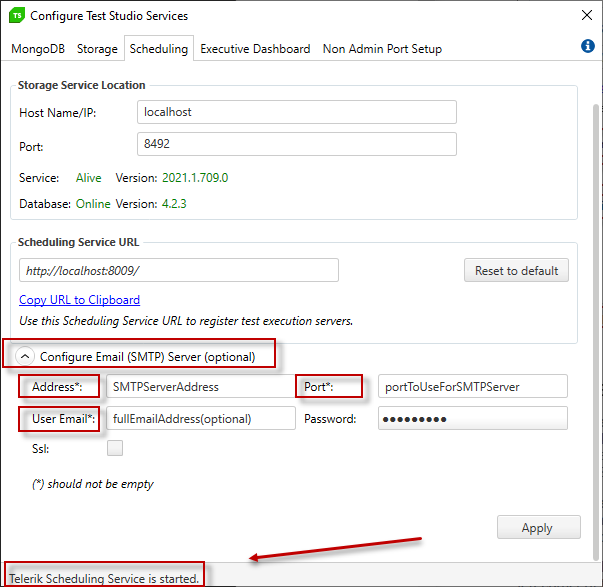 TS Configure Test Studio Services
MongoDB Storage Scheduling Executive Dashboard Non Admin Port Setup
Storage Service Location
Host Name/IP: localhost
Port: 8492
Service: Alive Version: 2021.1.709.0
Database: Online Version: 4.2.3
Scheduling Service URL
http://localhost:8009/ Reset to default
Copy URL to Clipboard
Use this Scheduling Service URL to register test execution servers.
Configure Email (SMTP) Server (optional)
Address*: SMTPServerAddress Port*: portToUseForSMTPServer
User Email*: fullEmailAddress(optional) Password: ●●●●●●●●●
Ssl:
(*) should not be empty
Apply
Telerik Scheduling Service is started.